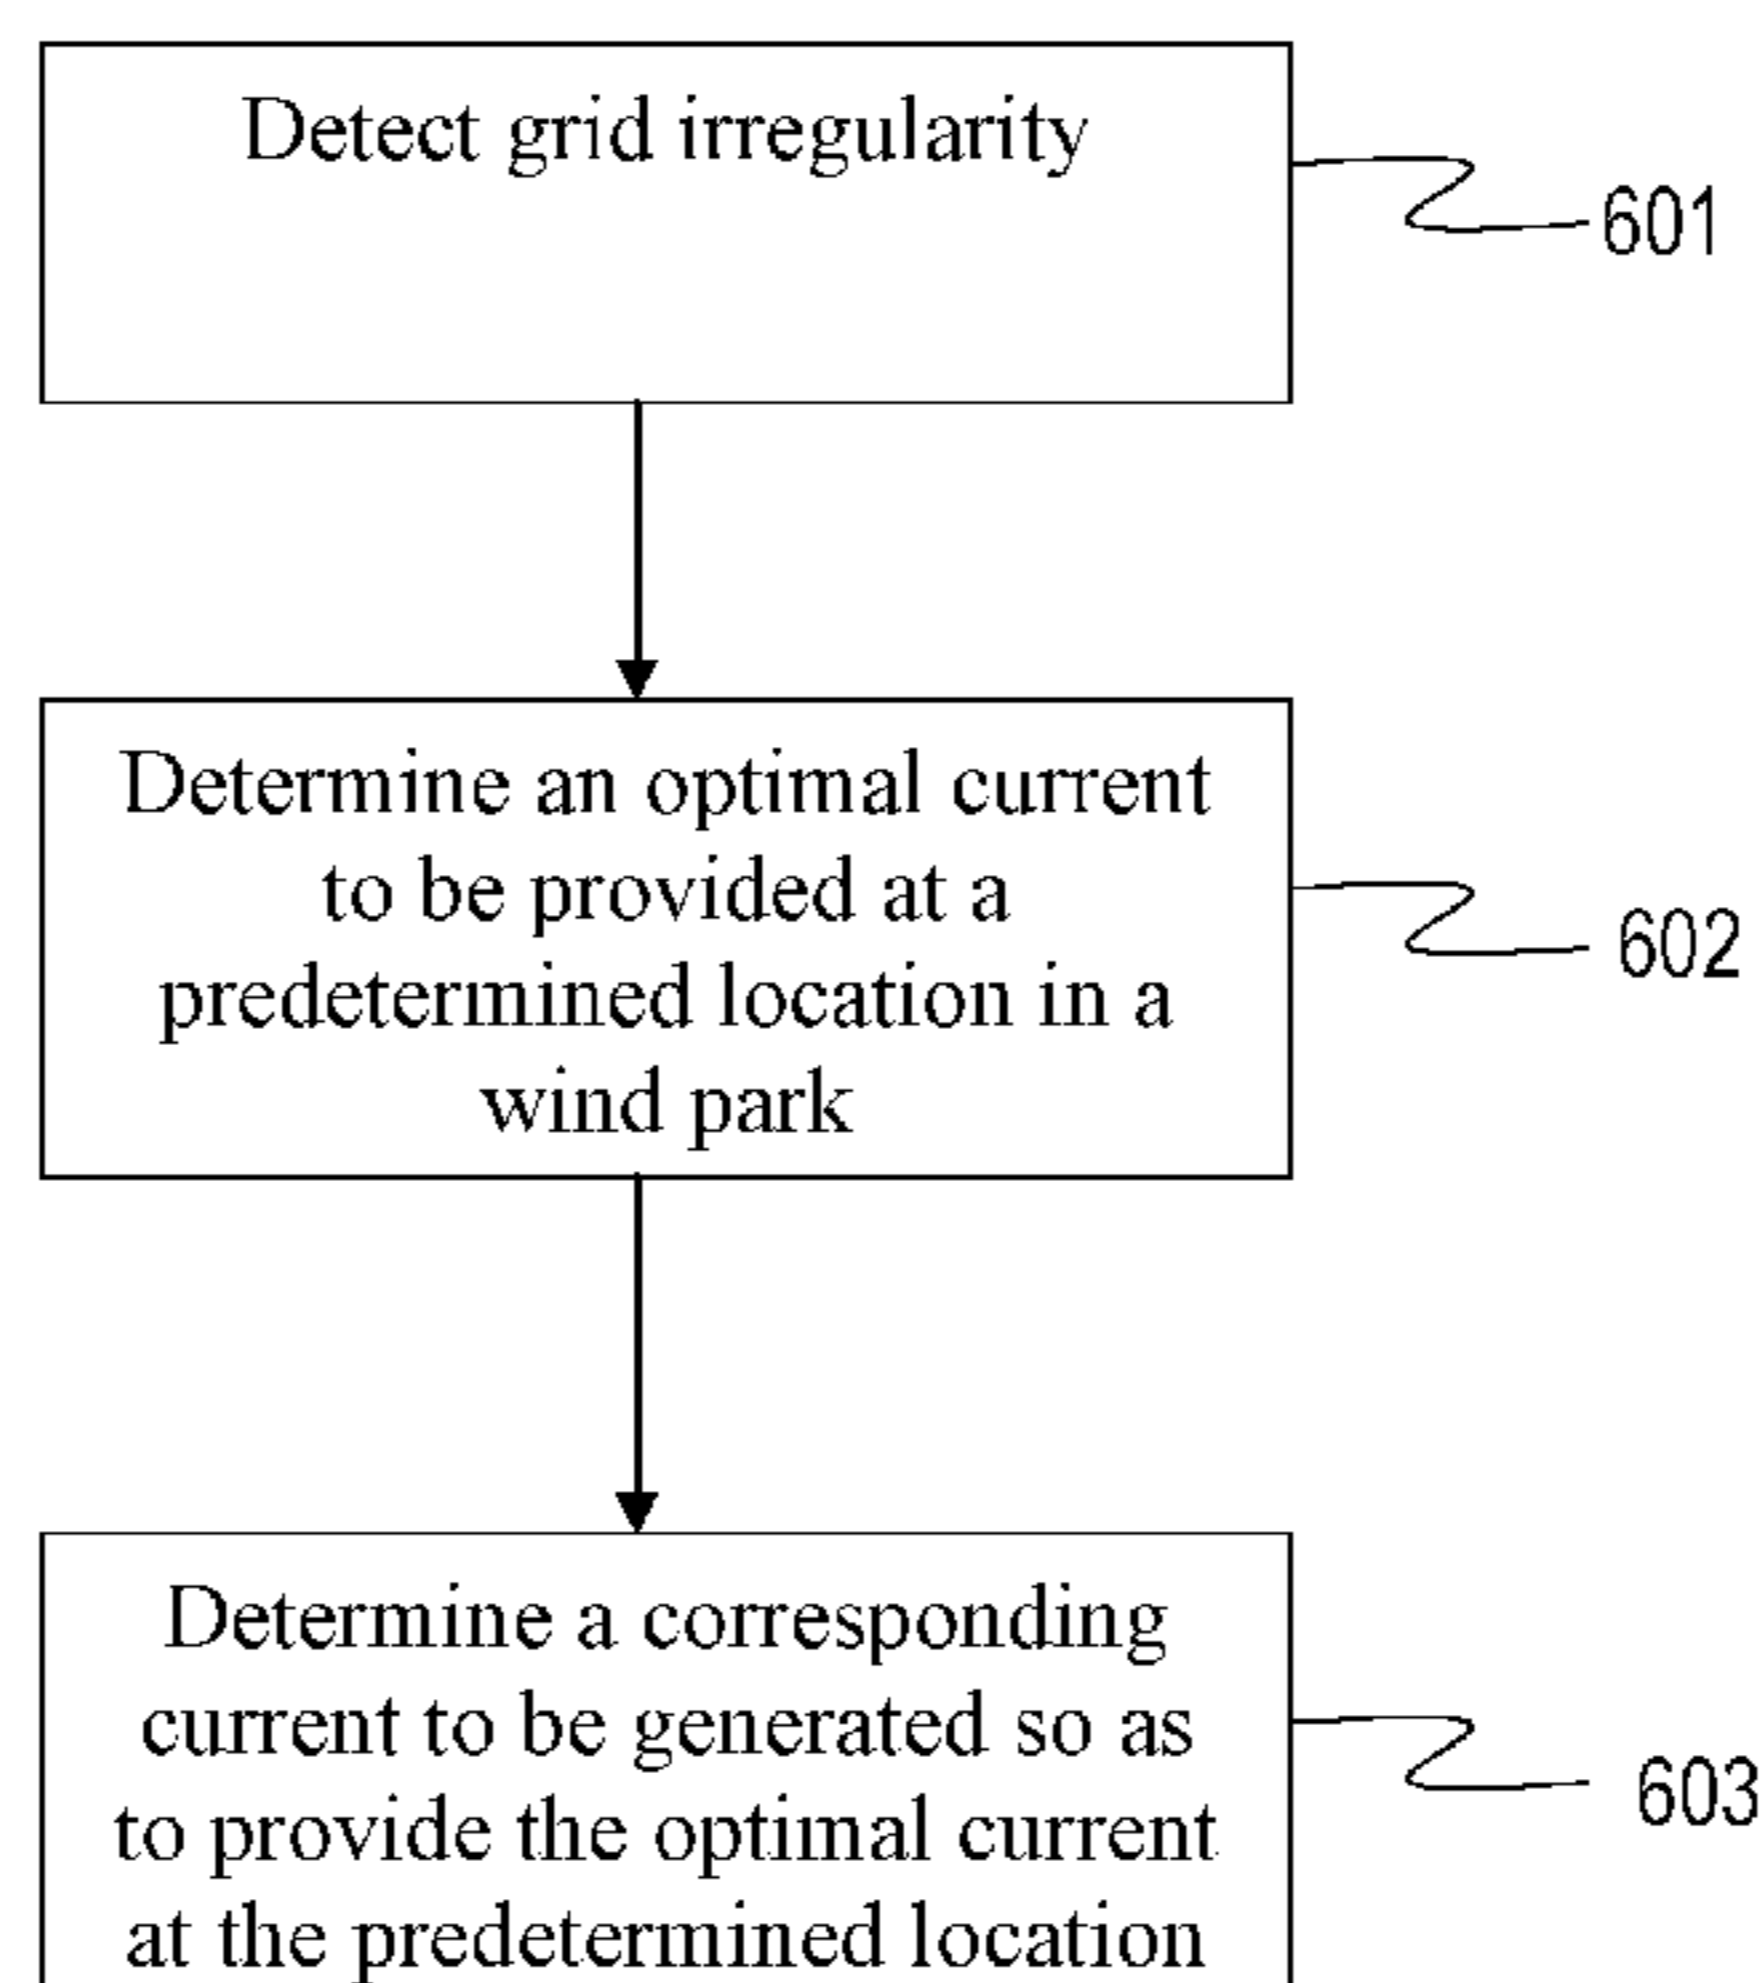 Detect grid irregularity
601
Determine an optimal current
to be provided at a
predetermined location in a
wind park
602
Determine a corresponding
current to be generated so as
to provide the optimal current
at the predetermined location
603